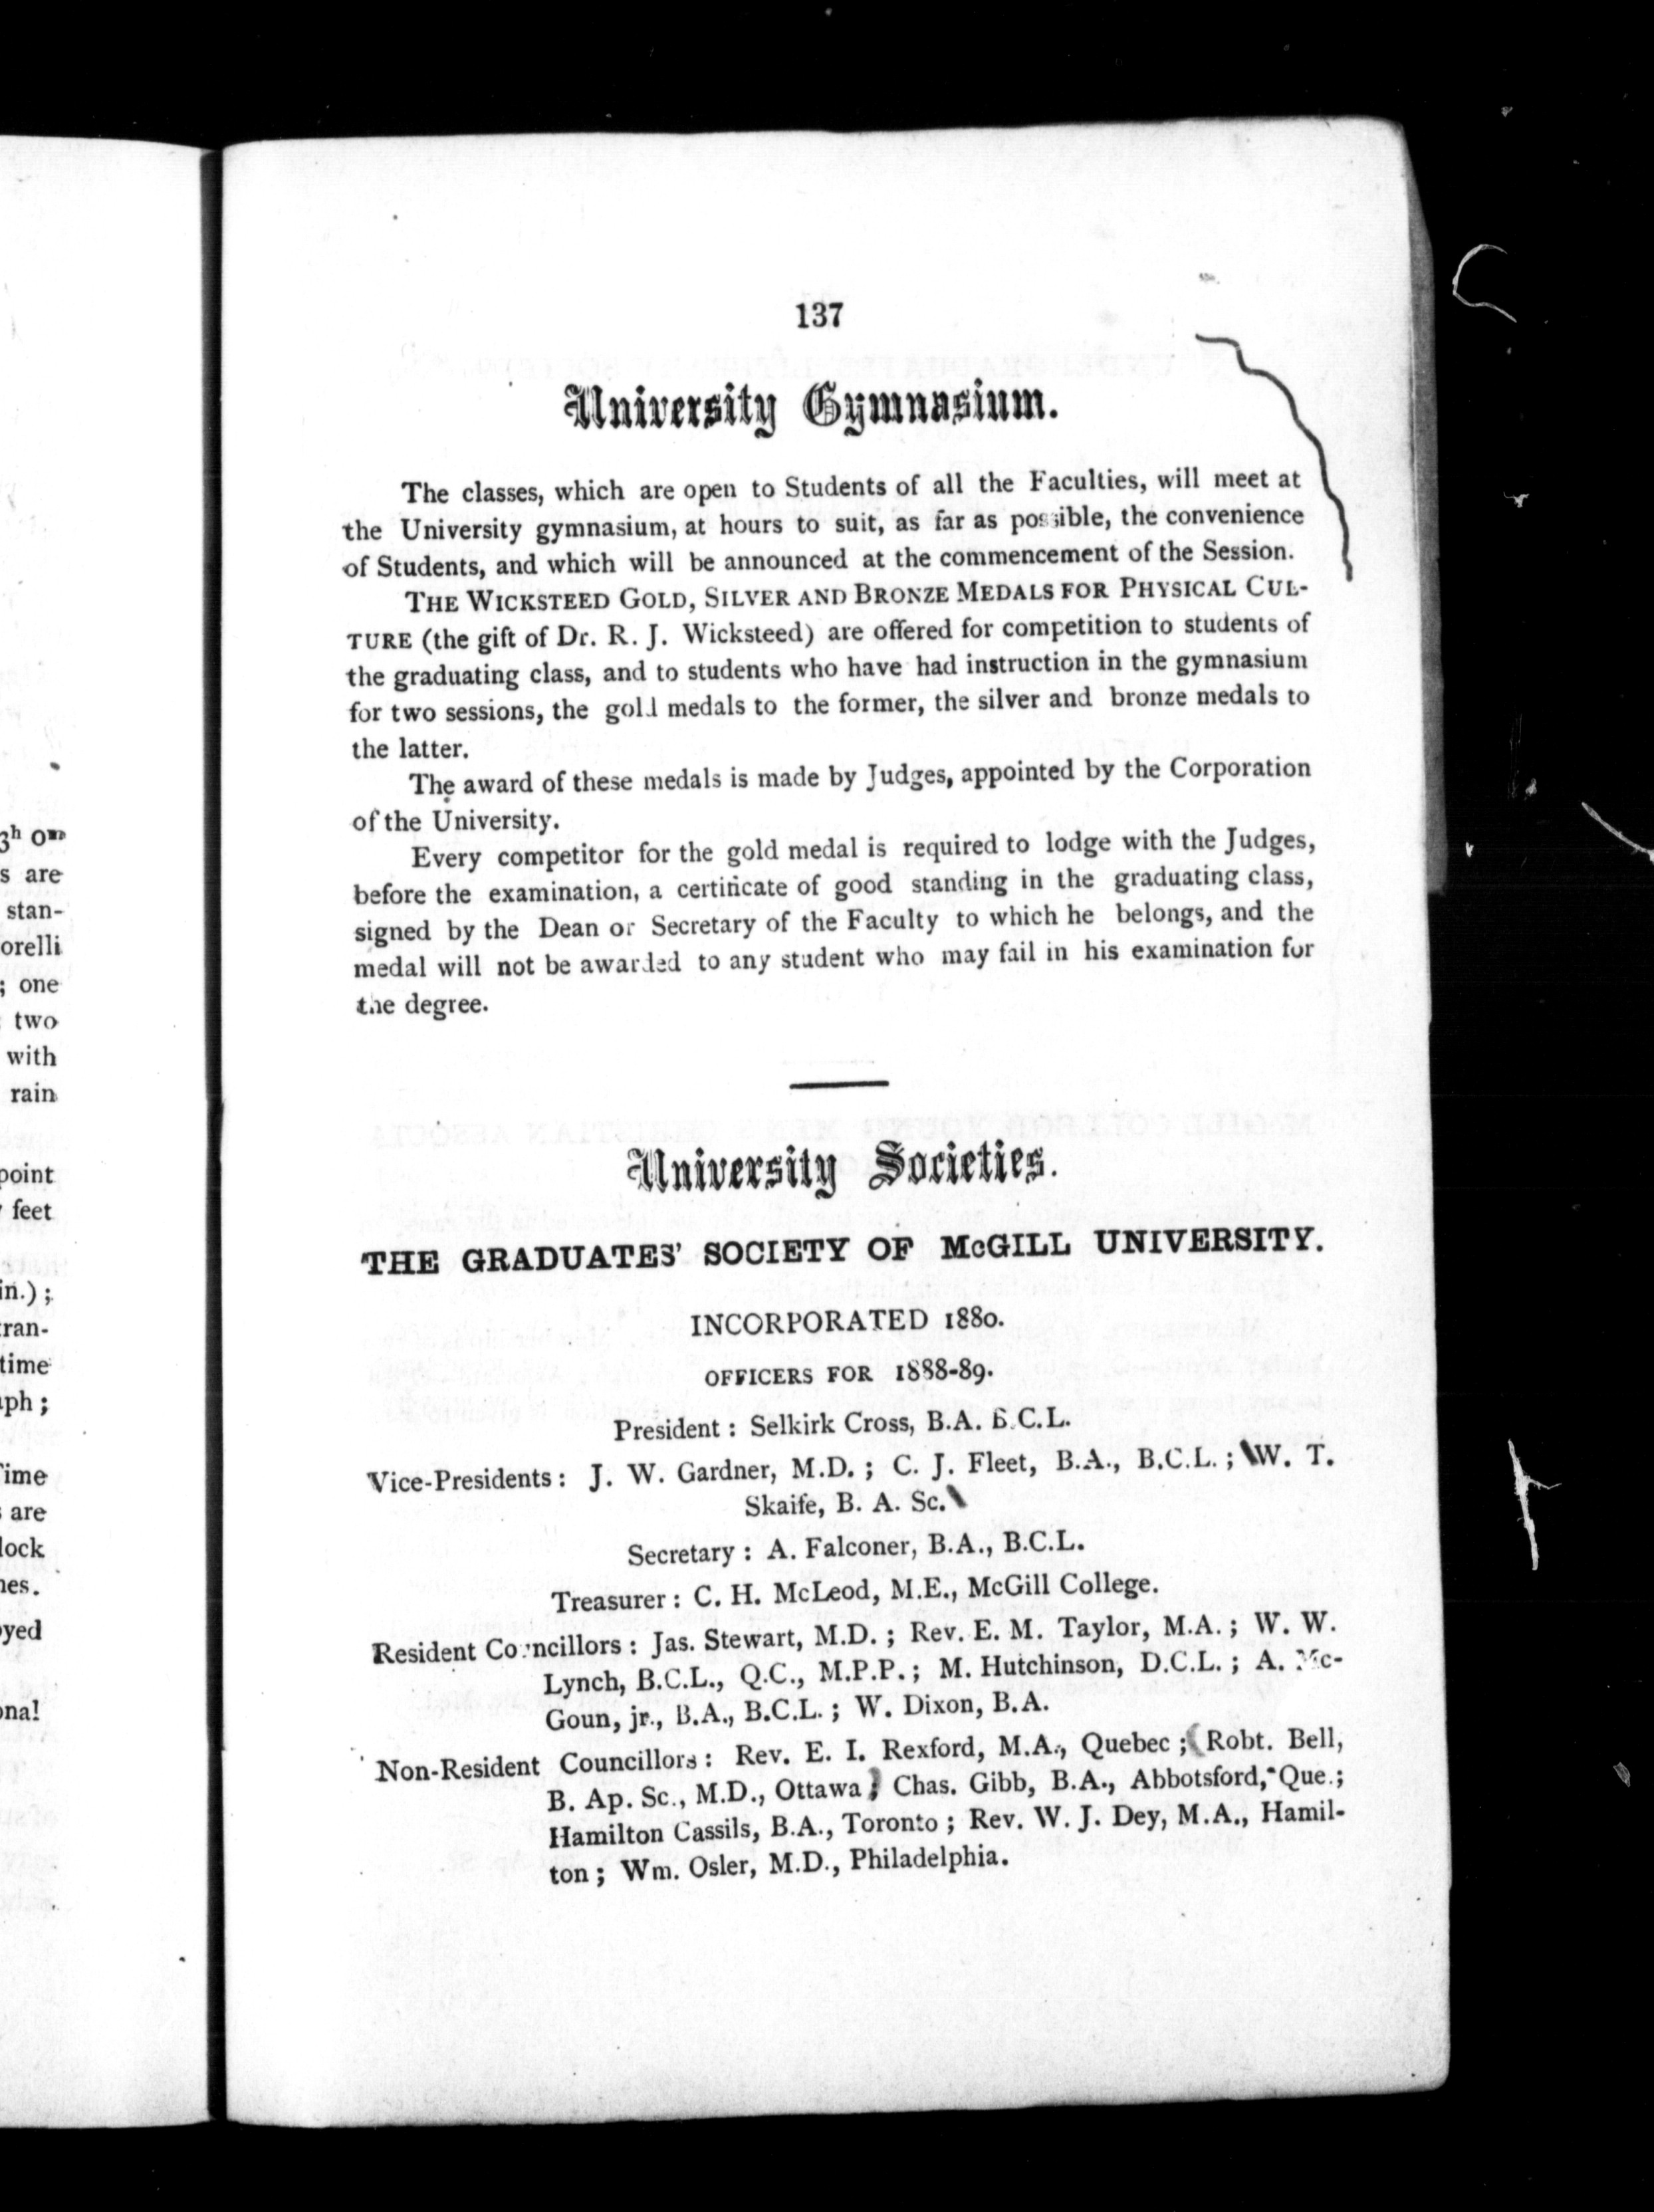 137
University Gymnasium.
The classes, which are open to Students of all the Faculties, will meet at
the University gymnasium, at hours to suit, as far as possible, the convenience
of Students, and which will be announced at the commencement of the Session.
THE WICKSTEED GOLD, SILVER AND BRONZE MEDALS FOR PHYSICAL CUL-
TURE (the gift of Dr. R. J. Wicksteed) are offered for competition to students of
the graduating class, and to students who have had instruction in the gymnasium
for two sessions, the gold medals to the former, the silver and bronze medals to
the latter.
The award of these medals is made by Judges, appointed by the Corporation
of the University.
Every competitor for the gold medal is required to lodge with the Judges,
before the examination, a certificate of good standing in the graduating class,
signed by the Dean or Secretary of the Faculty to which he belongs, and the
medal will not be awarded to any student who may fail in his examination for
the degree.
University Societies.
THE GRADUATES' SOCIETY OF McGILL UNIVERSITY.
INCORPORATED 1880.
OFFICERS FOR 1888-89.
President : Selkirk Cross, B.A. B.C.L.
Vice-Presidents : J. W. Gardner, M.D. ; C. J. Fleet, B.A., B.C.L. ; W. T.
Skaife, B. A. Sc.
Secretary : A. Falconer, B.A., B.C.L.
Treasurer : C. H. McLeod, M.E., McGill College.
Resident Councillors : Jas. Stewart, M.D. ; Rev. E. M. Taylor, M.A. ; W. W.
Lynch, B.C.L., Q.C., M.P.P. ; M. Hutchinson, D.C.L. ; A. Mc-
Goun, jr., B.A., B.C.L. ; W. Dixon, B.A.
Non-Resident Councillors : Rev. E. I. Rexford, M.A., Quebec ; Robt. Bell,
B. Ap. Sc., M.D., Ottawa ; Chas. Gibb, B.A., Abbotsford, Que.;
Hamilton Cassils, B.A., Toronto ; Rev. W. J. Dey, M.A., Hamil-
ton ; Wm. Osler, M.D., Philadelphia.